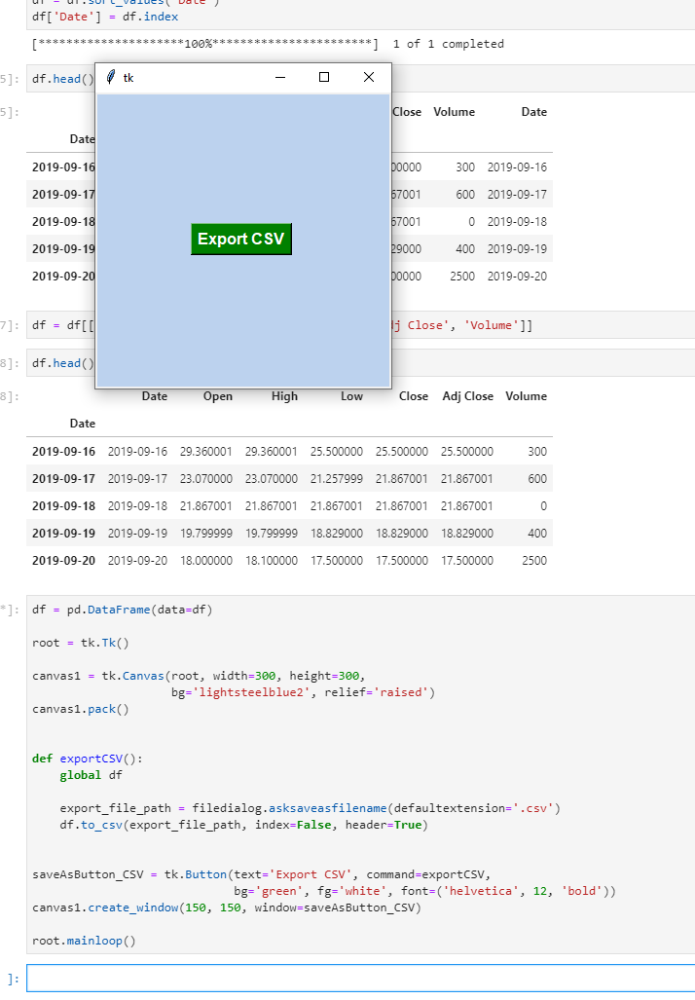 df = df.sort_values('Date')
df['Date'] = df.index
[*********************100%***********************]  1 of 1 completed
5]: df.head()
tk
5]: Close Volume Date
Date
2019-09-16 00000 300 2019-09-16
2019-09-17 67001 600 2019-09-17
2019-09-18 67001 0 2019-09-18
2019-09-19 29000 400 2019-09-19
2019-09-20 00000 2500 2019-09-20
Export CSV
7]: df = df[[ dj Close', 'Volume']]
8]: df.head()
8]: Date Open High Low Close Adj Close Volume
Date
2019-09-16 2019-09-16 29.360001 29.360001 25.500000 25.500000 25.500000 300
2019-09-17 2019-09-17 23.070000 23.070000 21.257999 21.867001 21.867001 600
2019-09-18 2019-09-18 21.867001 21.867001 21.867001 21.867001 21.867001 0
2019-09-19 2019-09-19 19.799999 19.799999 18.829000 18.829000 18.829000 400
2019-09-20 2019-09-20 18.000000 18.100000 17.500000 17.500000 17.500000 2500
*]: df = pd.DataFrame(data=df)
root = tk.Tk()
canvas1 = tk.Canvas(root, width=300, height=300,
bg='lightsteelblue2', relief='raised')
canvas1.pack()
def exportCSV():
global df
export_file_path = filedialog.asksaveasfilename(defaultextension='.csv')
df.to_csv(export_file_path, index=False, header=True)
saveAsButton_CSV = tk.Button(text='Export CSV', command=exportCSV,
bg='green', fg='white', font=('helvetica', 12, 'bold'))
canvas1.create_window(150, 150, window=saveAsButton_CSV)
root.mainloop()
]: